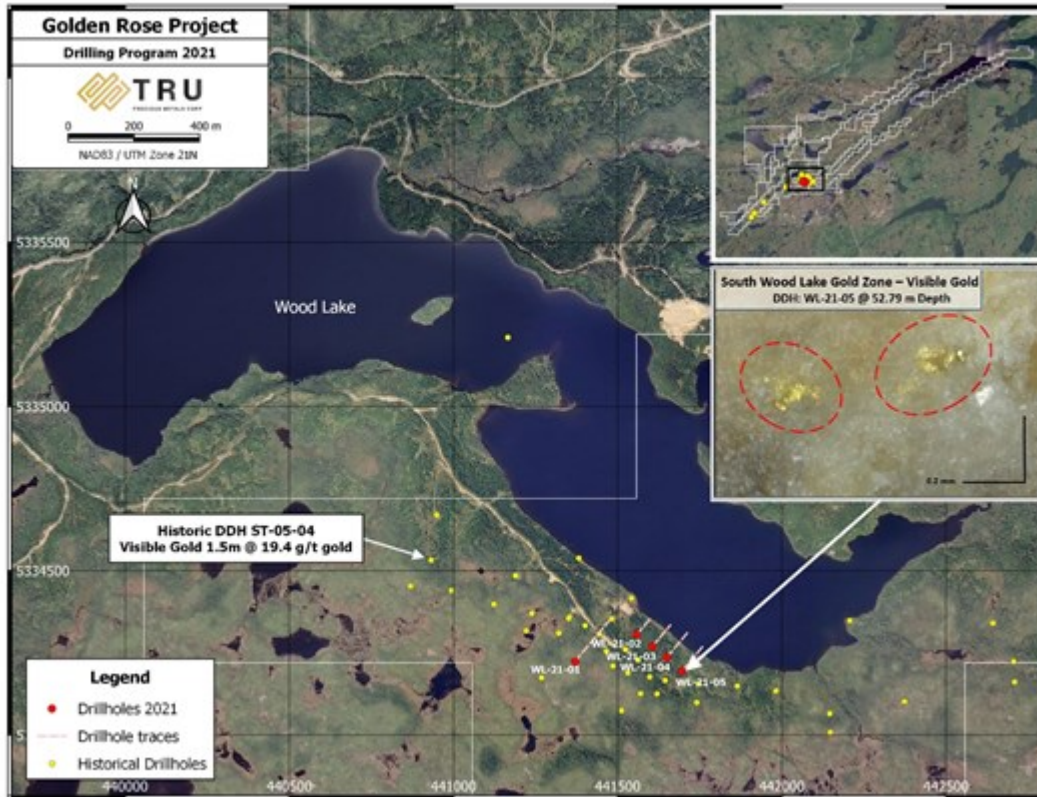 Golden Rose Project
Drilling Program 2021
TRU
PRECIOUS METALS CORP
0 200 400 m
NAD83 / UTM Zone 21N
N
5335500
5335000
5334500
Wood Lake
South Wood Lake Gold Zone – Visible Gold
DDH: WL-21-05 @ 52.79 m Depth
0.2 mm
Historic DDH ST-05-04
Visible Gold 1.5m @ 19.4 g/t gold
WL-21-02
WL-21-03
WL-21-01
WL-21-04
WL-21-05
Legend
Drillholes 2021
Drillhole traces
Historical Drillholes
440000 440500 441000 441500 442000 442500